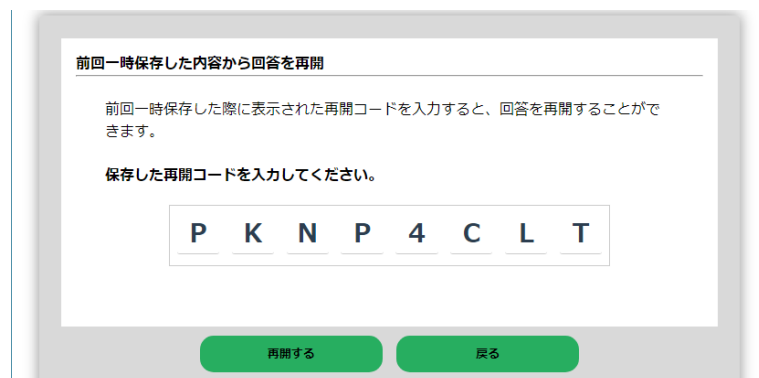 前回一時保存した内容から回答を再開
前回一時保存した際に表示された再開コードを入力すると、回答を再開することがで
きます。
保存した再開コードを入力してください。
P K N P 4 C L T
再開する 戻る